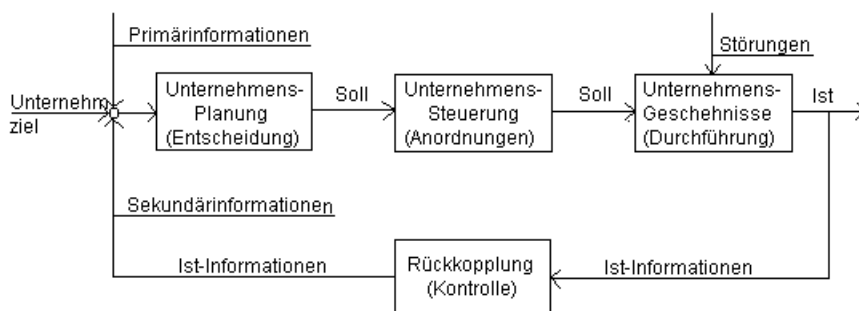 Primärinformationen
Störungen
Unternehm
ziel
Unternehmens-
Planung
(Entscheidung)
Soll
Unternehmens-
Steuerung
(Anordnungen)
Soll
Unternehmens-
Geschehnisse
(Durchführung)
Ist
Sekundärinformationen
Ist-Informationen
Rückkopplung
(Kontrolle)
Ist-Informationen